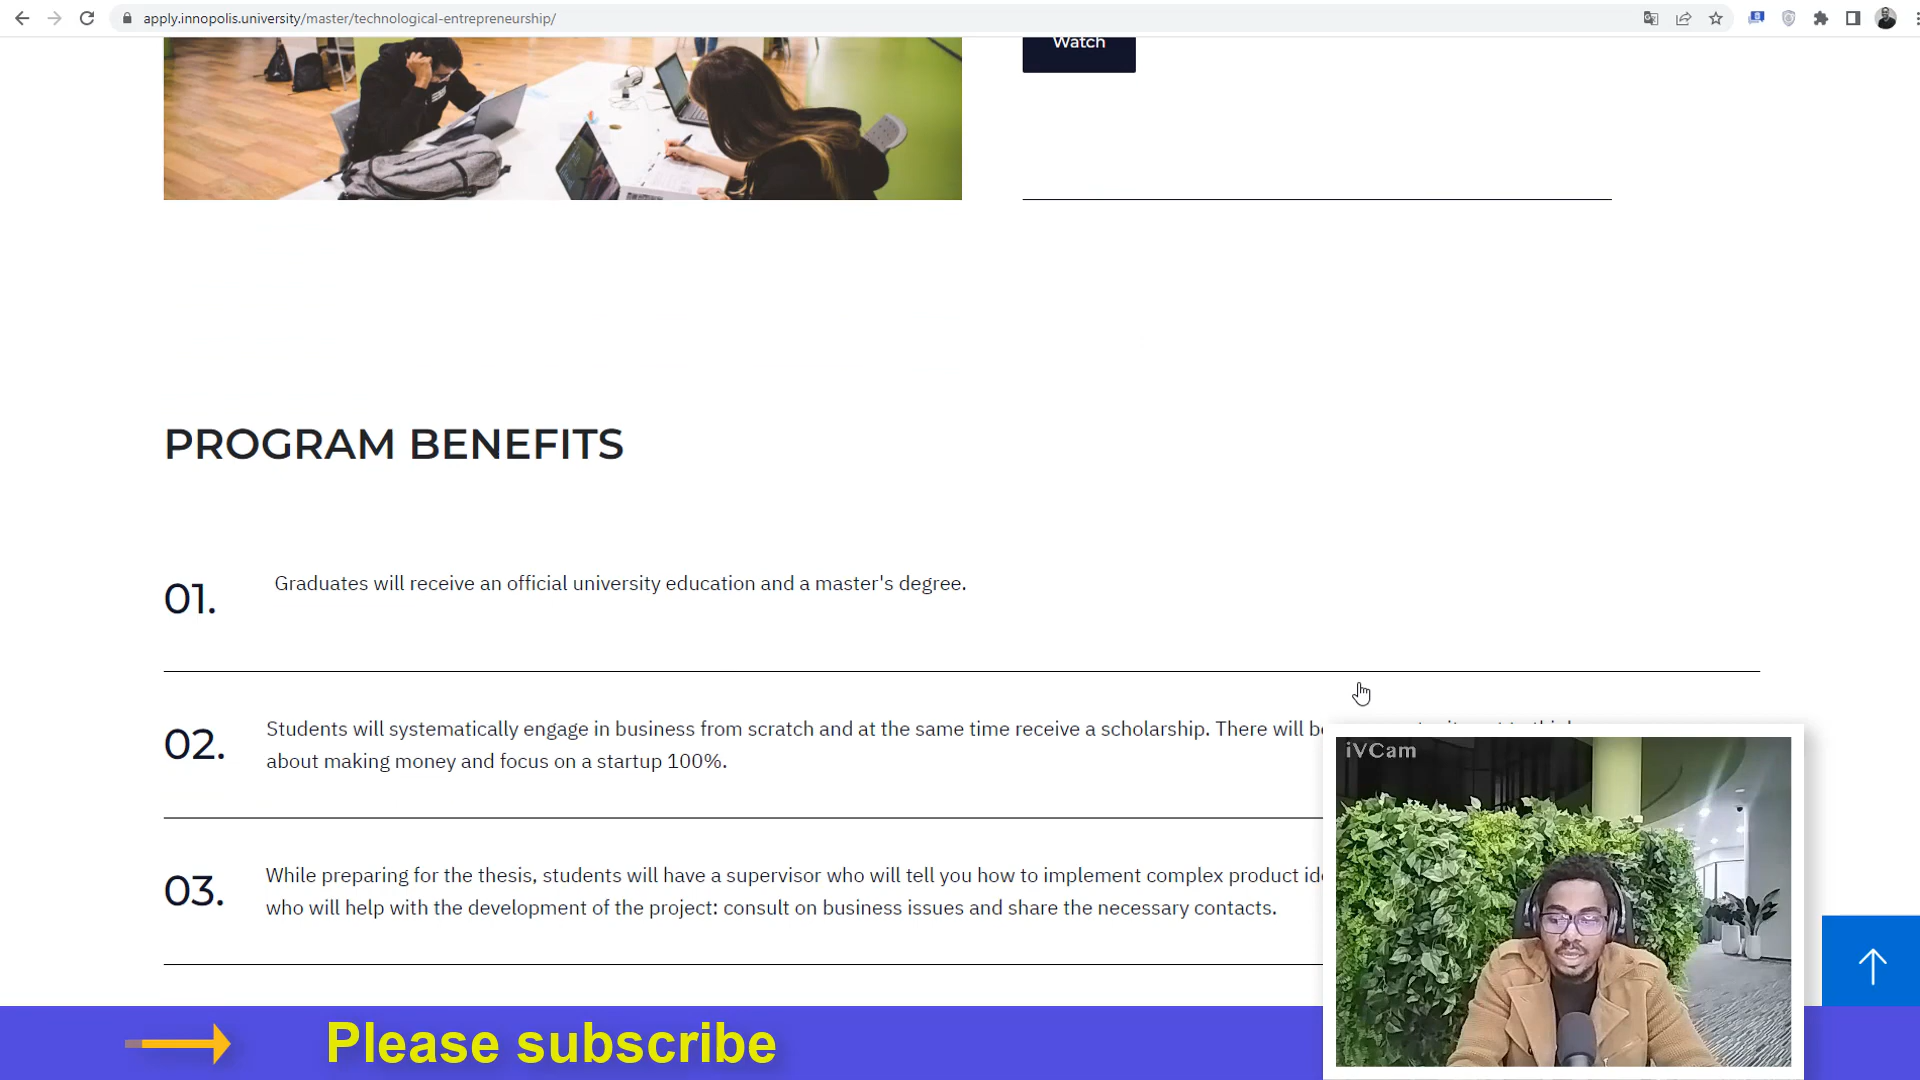 apply.innopolis.university/master/technological-entrepreneurship/
Watch
PROGRAM BENEFITS
01.
Graduates will receive an official university education and a master's degree.
02.
Students will systematically engage in business from scratch and at the same time receive a scholarship. There will be
about making money and focus on a startup 100%.
03.
While preparing for the thesis, students will have a supervisor who will tell you how to implement complex product
who will help with the development of the project: consult on business issues and share the necessary contacts.
iVCam
Please subscribe